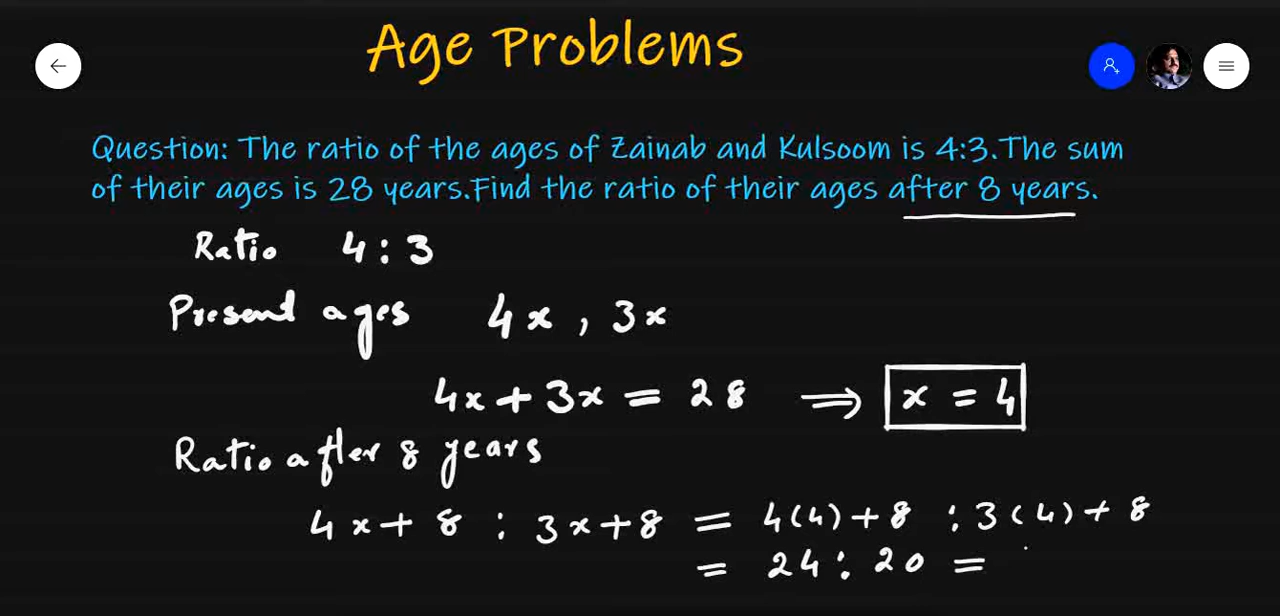 Age Problems
Question: The ratio of the ages of Zainab and Kulsoom is 4:3.The sum
of their ages is 28 years.Find the ratio of their ages after 8 years.
Ratio 4 : 3
Present ages 4x , 3x
4x + 3x = 28 ⟹ x = 4
Ratio after 8 years
4x + 8 : 3x + 8 = 4(4) + 8 : 3(4) + 8
= 24 : 20 =